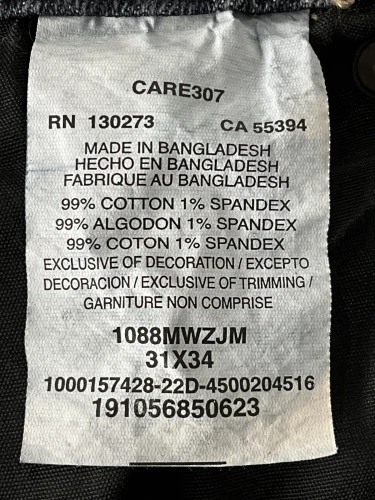 CARE307
RN 130273 CA 55394
MADE IN BANGLADESH
HECHO EN BANGLADESH
FABRIQUE AU BANGLADESH
99% COTTON 1% SPANDEX
99% ALGODON 1% SPANDEX
99% COTON 1% SPANDEX
EXCLUSIVE OF DECORATION / EXCEPTO
DECORACION / EXCLUSIVE OF TRIMMING /
GARNITURE NON COMPRISE
1088MWZJM
31X34
1000157428-22D-4500204516
191056850623